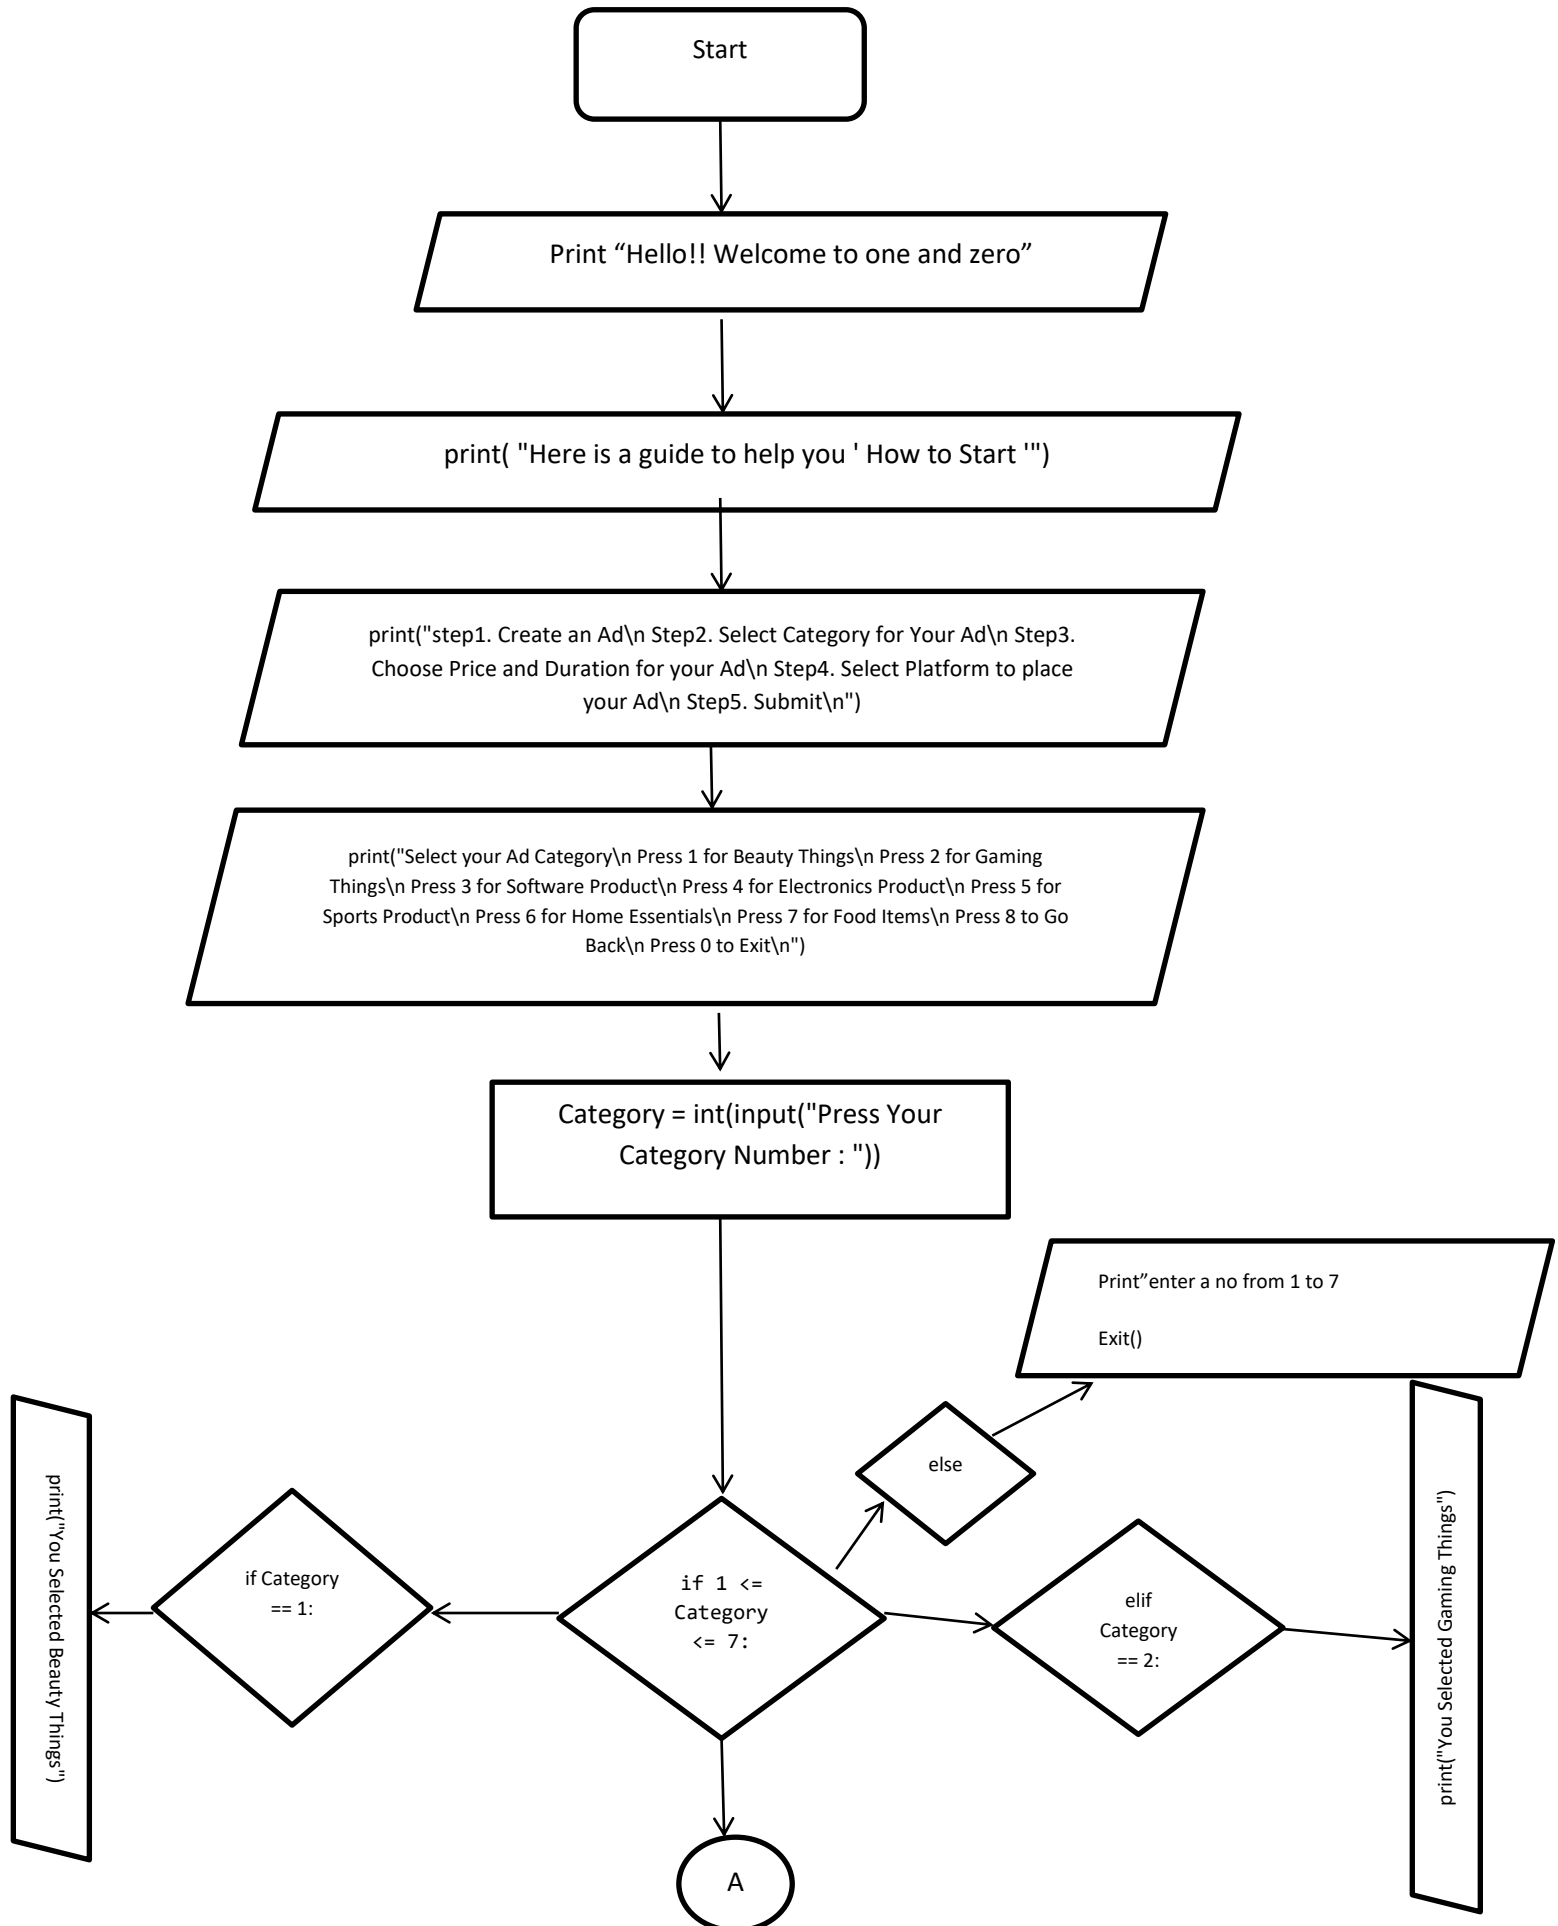 Start
Print “Hello!! Welcome to one and zero”
print( "Here is a guide to help you ' How to Start '")
print("step1. Create an Ad\n Step2. Select Category for Your Ad\n Step3.
Choose Price and Duration for your Ad\n Step4. Select Platform to place
your Ad\n Step5. Submit\n")
print("Select your Ad Category\n Press 1 for Beauty Things\n Press 2 for Gaming
Things\n Press 3 for Software Product\n Press 4 for Electronics Product\n Press 5 for
Sports Product\n Press 6 for Home Essentials\n Press 7 for Food Items\n Press 8 to Go
Back\n Press 0 to Exit\n")
Category = int(input("Press Your
Category Number : "))
Print”enter a no from 1 to 7
Exit()
else
print("You Selected Beauty Things")
if Category
== 1:
if 1 <=
Category
<= 7:
elif
Category
== 2:
print("You Selected Gaming Things")
A